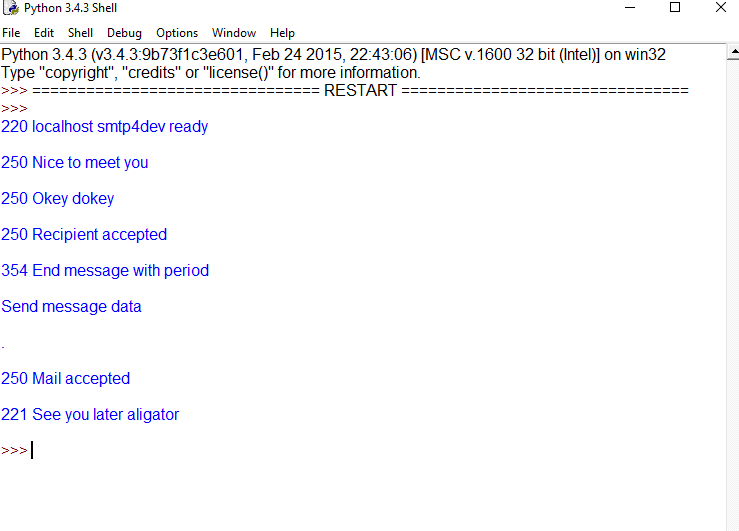 Python 3.4.3 Shell
File Edit Shell Debug Options Window Help
Python 3.4.3 (v3.4.3:9b73f1c3e601, Feb 24 2015, 22:43:06) [MSC v.1600 32 bit (Intel)] on win32
Type "copyright", "credits" or "license()" for more information.
>>> ================================ RESTART ================================
>>>
220 localhost smtp4dev ready
250 Nice to meet you
250 Okey dokey
250 Recipient accepted
354 End message with period
Send message data
.
250 Mail accepted
221 See you later aligator
>>>